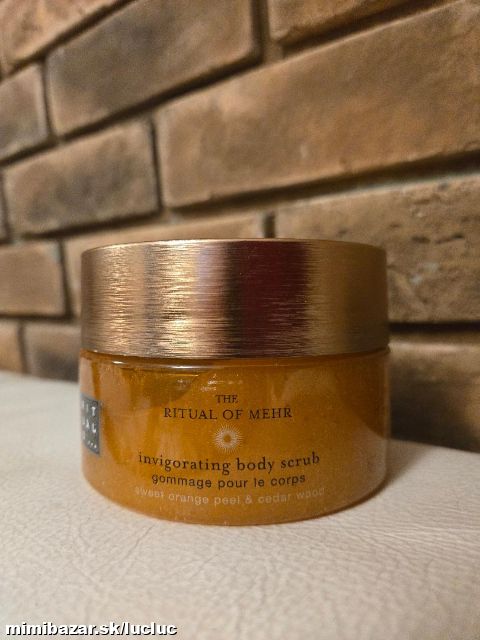 THE
RITUAL OF MEHR
invigorating body scrub
gommage pour le corps
sweet orange peel & cedar wood
mimibazar.sk/lucluc